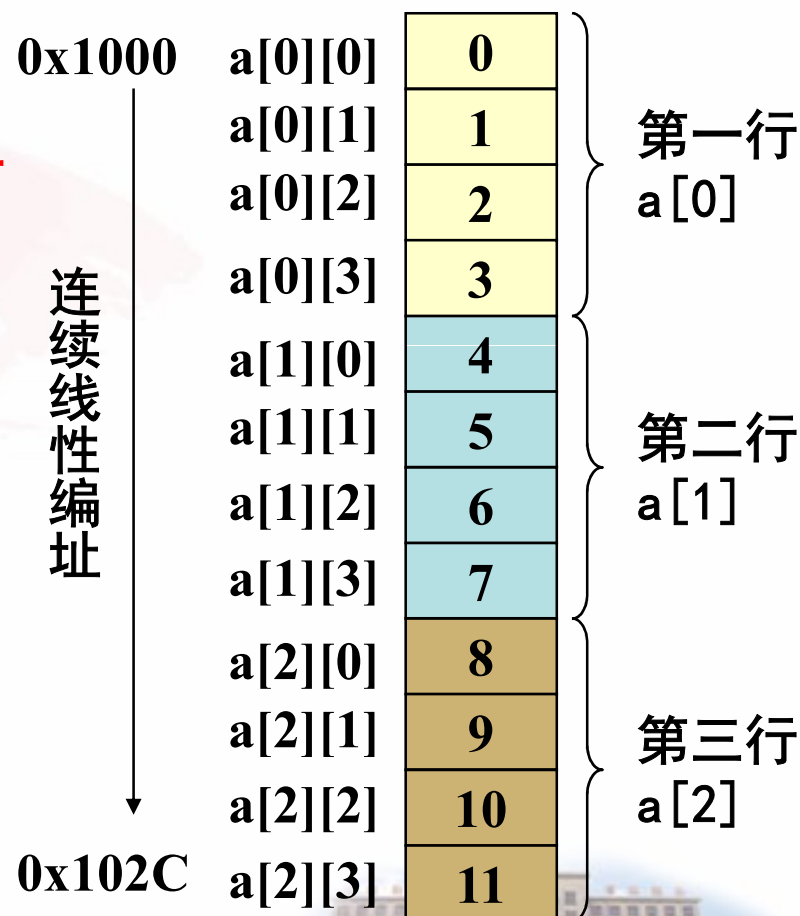 0x1000 a[0][0] 0
a[0][1] 1
第一行
a[0][2] 2
a[0]
a[0][3] 3
连续线性编址
a[1][0] 4
a[1][1] 5
第二行
a[1][2] 6
a[1]
a[1][3] 7
a[2][0] 8
a[2][1] 9
第三行
a[2][2] 10
a[2]
0x102C a[2][3] 11